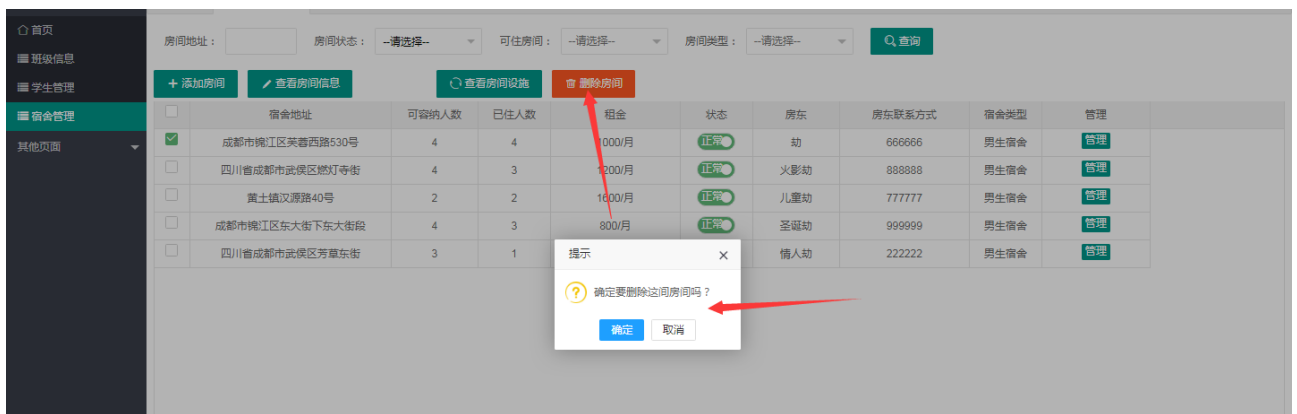 首页
班级信息
学生管理
宿舍管理
其他页面
房间地址： 房间状态： --请选择-- 可住房间： --请选择-- 房间类型： --请选择-- 查询
添加房间 查看房间信息 查看房间设施 删除房间
宿舍地址 可容纳人数 已住人数 租金 状态 房东 房东联系方式 宿舍类型 管理
成都市锦江区芙蓉西路530号 4 4 1000/月 正常 劫 666666 男生宿舍 管理
四川省成都市武侯区燃灯寺街 4 3 1200/月 正常 火影劫 888888 男生宿舍 管理
黄土镇汉源路40号 2 2 1600/月 正常 儿童劫 777777 男生宿舍 管理
成都市锦江区东大街下东大街段 4 3 800/月 正常 圣诞劫 999999 男生宿舍 管理
四川省成都市武侯区芳草东街 3 1 情人劫 222222 男生宿舍 管理
提示
确定要删除这间房间吗？
确定 取消